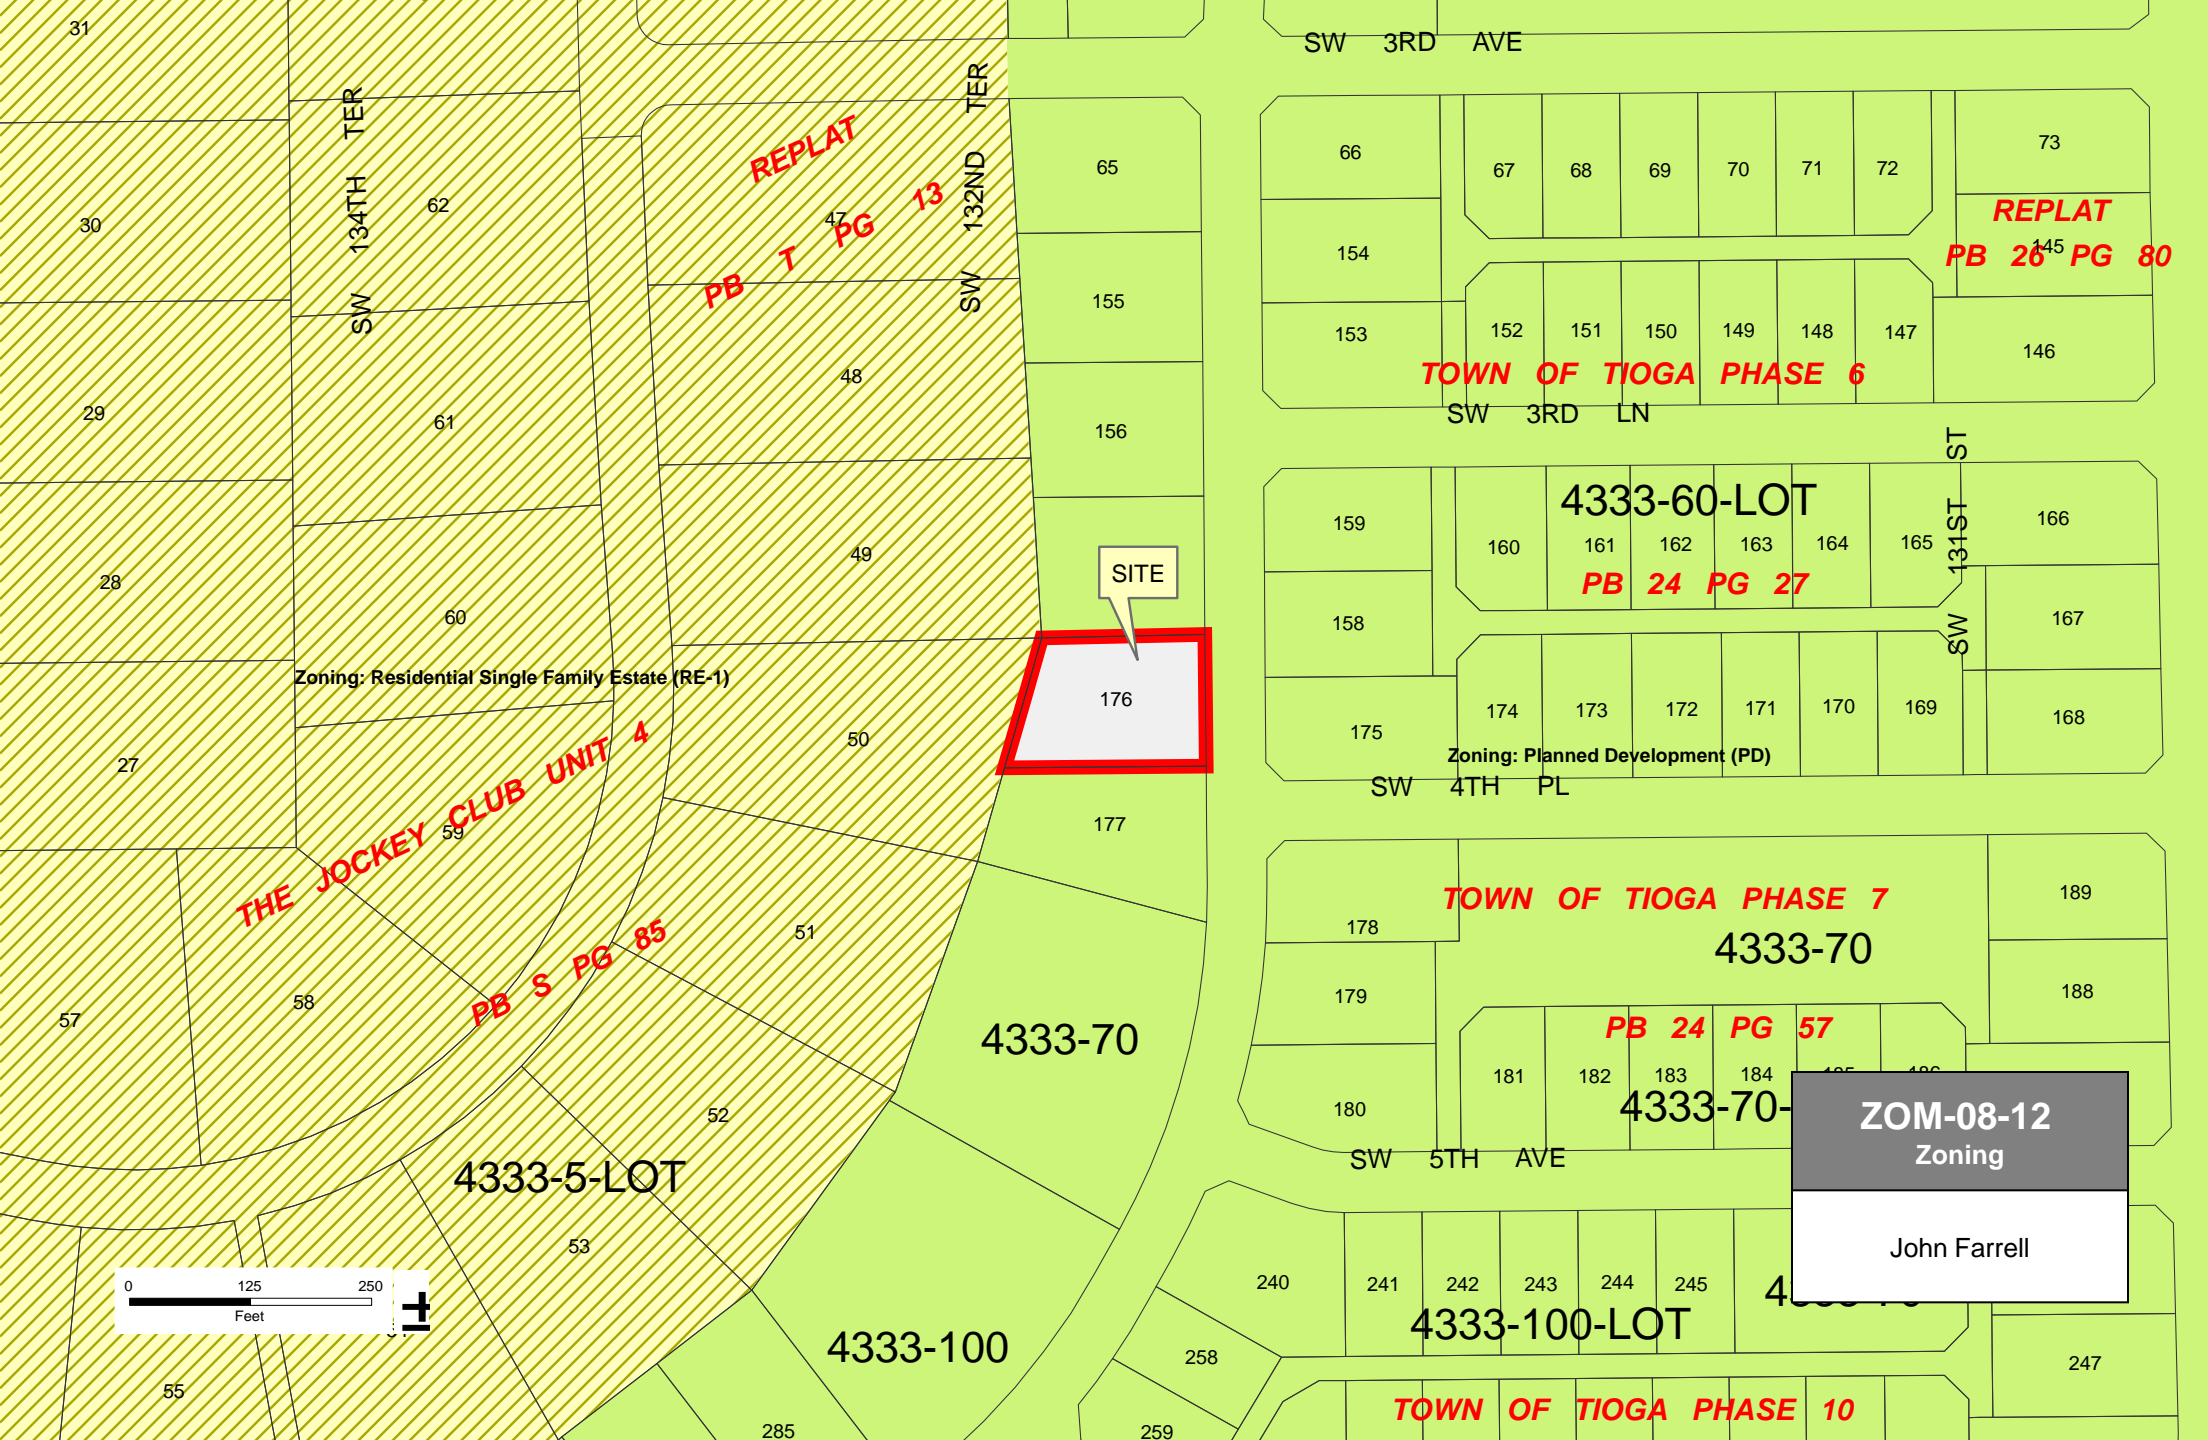 31
SW 3RD AVE
SW 134TH TER
REPLAT
PB T PG 13
SW 132ND TER
30
62
47
65
66
67
68
69
70
71
72
73
REPLAT
PB 26 PG 80
145
154
155
153
152
151
150
149
148
147
146
TOWN OF TIOGA PHASE 6
SW 3RD LN
29
61
48
156
SW 131ST ST
4333-60-LOT
159
160
161
162
163
164
165
166
PB 24 PG 27
28
60
49
SITE
158
167
Zoning: Residential Single Family Estate (RE-1)
176
27
50
175
174
173
172
171
170
169
168
Zoning: Planned Development (PD)
SW 4TH PL
THE JOCKEY CLUB UNIT 4
59
177
TOWN OF TIOGA PHASE 7
4333-70
178
189
PB S PG 85
51
58
57
179
188
4333-70
PB 24 PG 57
181
182
183
184
52
180
4333-70-
SW 5TH AVE
ZOM-08-12
Zoning
John Farrell
4333-5-LOT
53
240
241
242
243
244
245
4333-100-LOT
0 125 250
Feet
4333-100
258
247
55
285
259
TOWN OF TIOGA PHASE 10